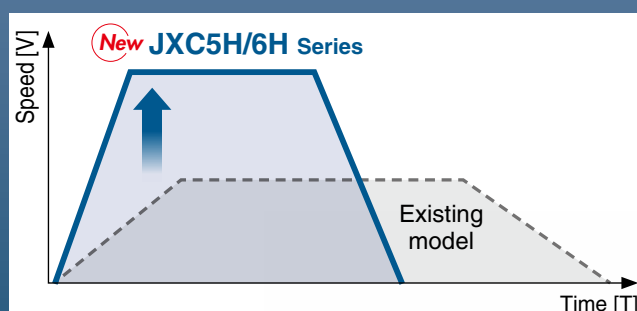 New JXC5H/6H Series
Speed [V]
Existing
model
Time [T]